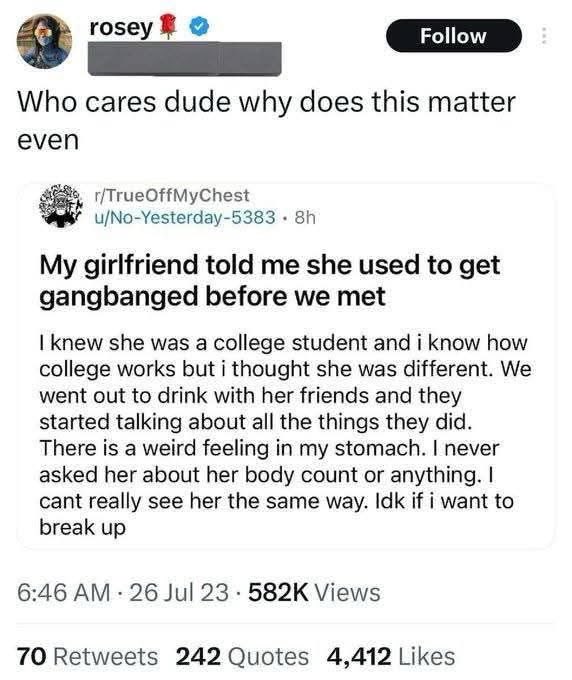 rosey
Follow
Who cares dude why does this matter
even
r/TrueOffMyChest
u/No-Yesterday-5383 • 8h
My girlfriend told me she used to get
gangbanged before we met
I knew she was a college student and i know how
college works but i thought she was different. We
went out to drink with her friends and they
started talking about all the things they did.
There is a weird feeling in my stomach. I never
asked her about her body count or anything. I
cant really see her the same way. Idk if i want to
break up
6:46 AM · 26 Jul 23 · 582K Views
70 Retweets 242 Quotes 4,412 Likes